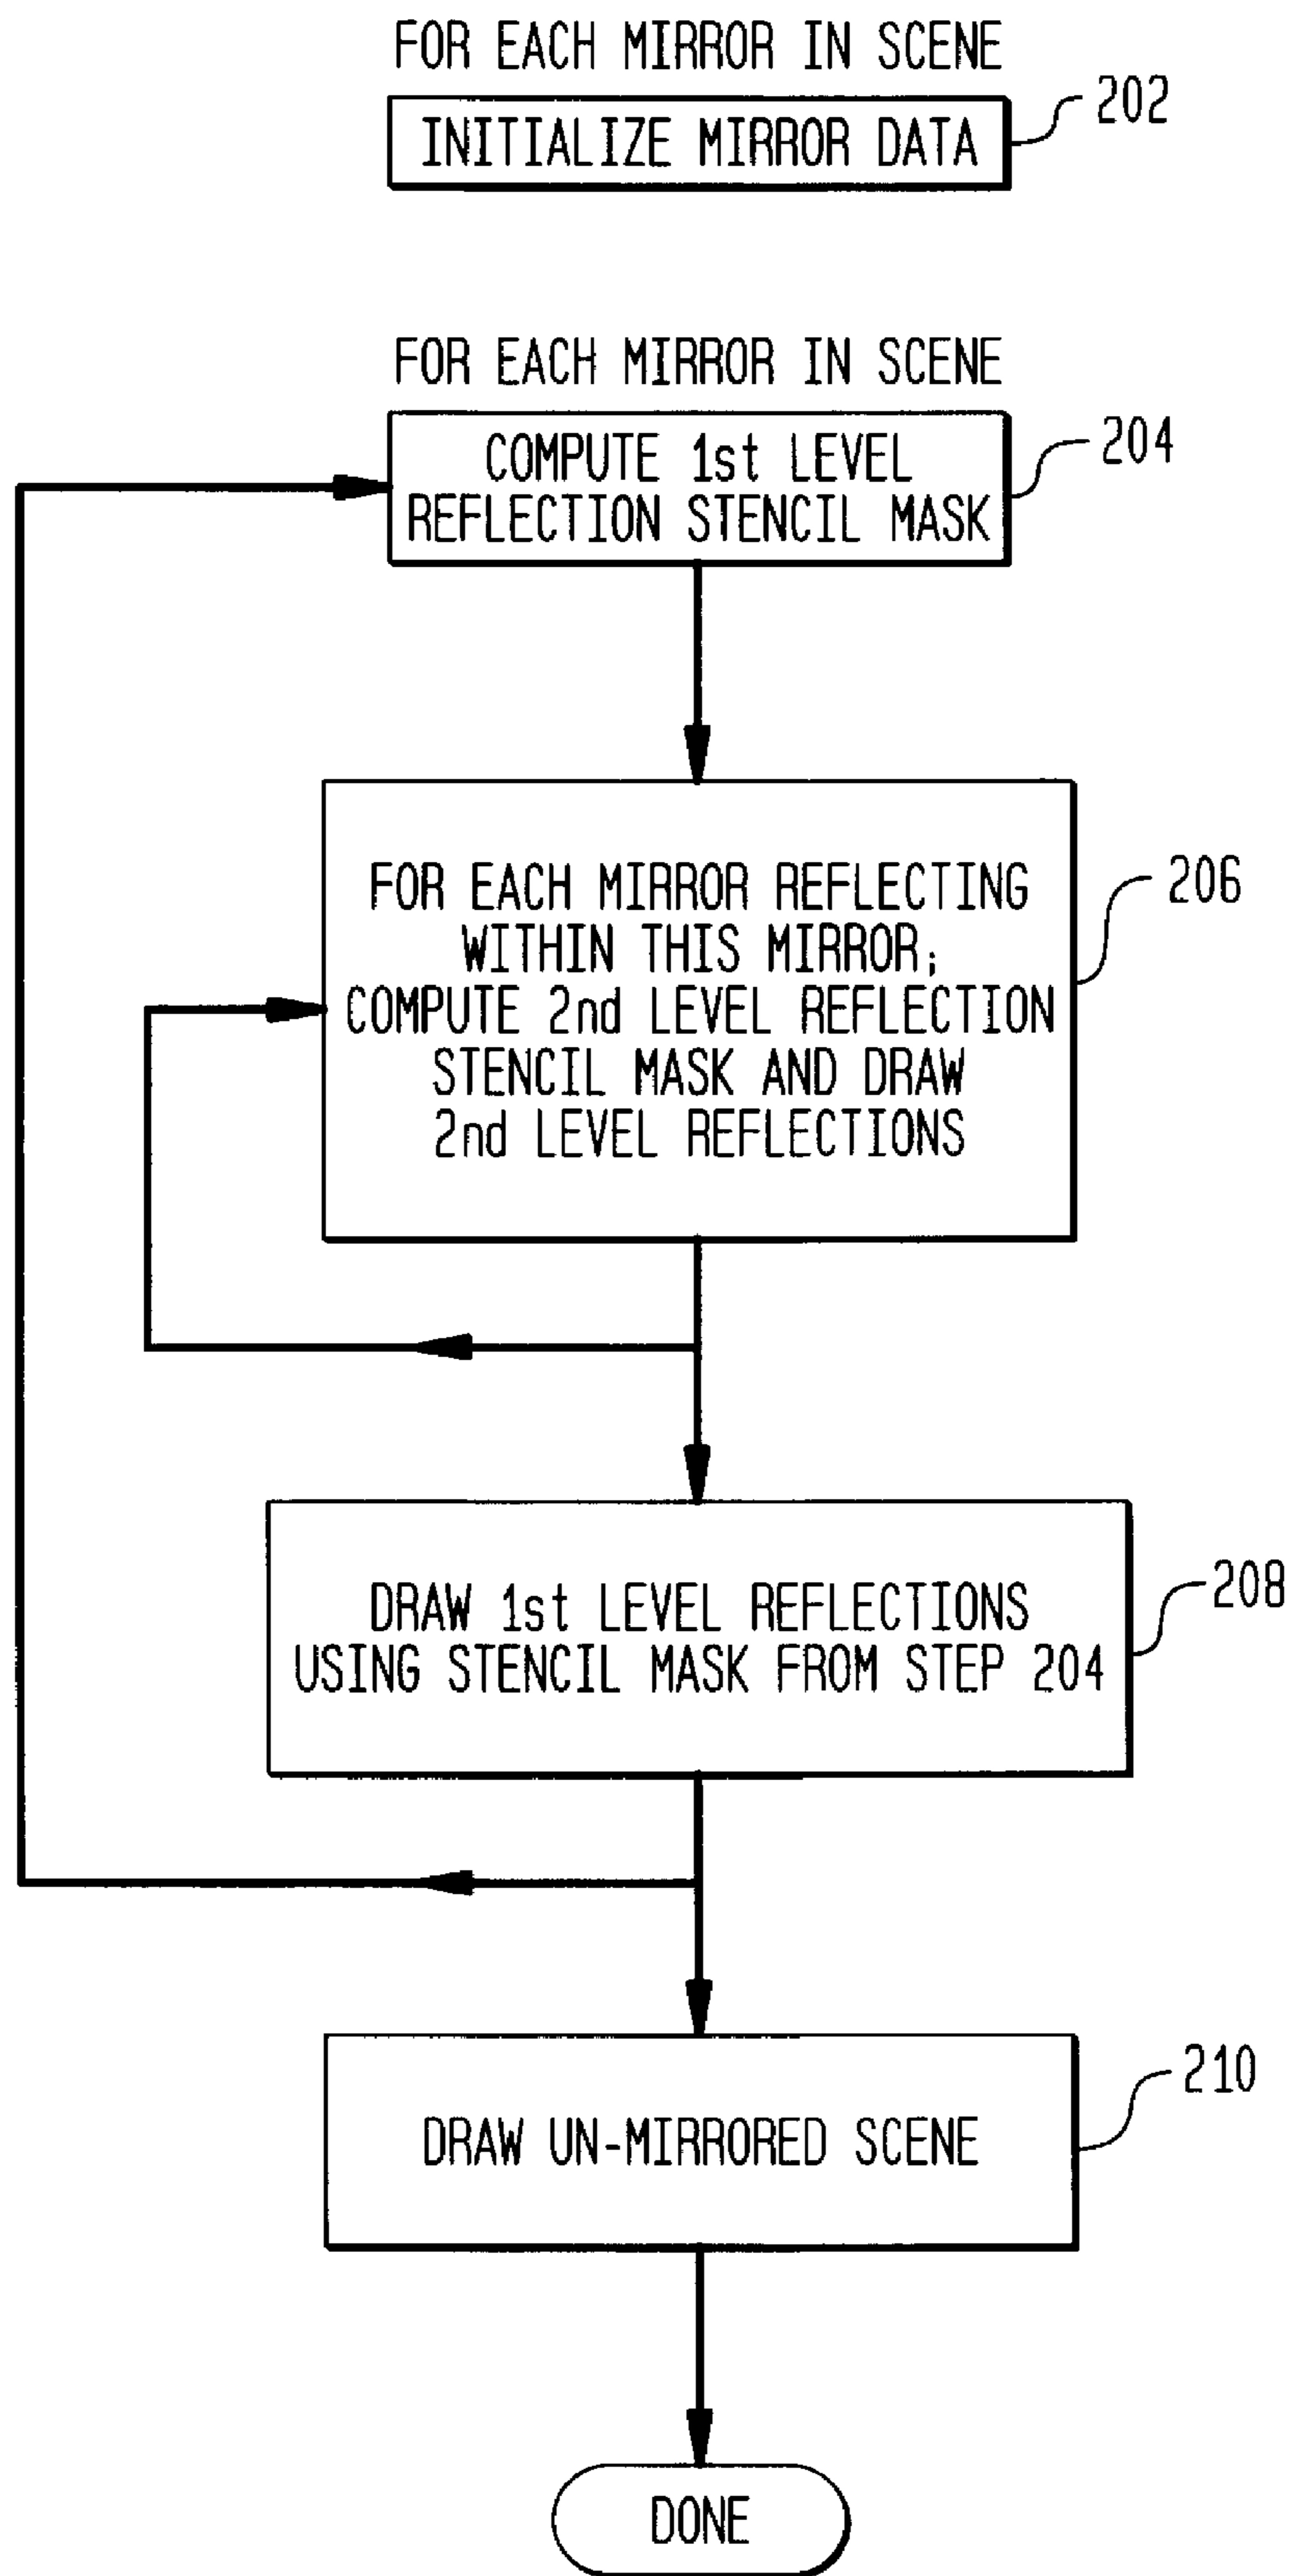 FOR EACH MIRROR IN SCENE
202
INITIALIZE MIRROR DATA
FOR EACH MIRROR IN SCENE
204
COMPUTE 1st LEVEL
REFLECTION STENCIL MASK
206
FOR EACH MIRROR REFLECTING
WITHIN THIS MIRROR;
COMPUTE 2nd LEVEL REFLECTION
STENCIL MASK AND DRAW
2nd LEVEL REFLECTIONS
208
DRAW 1st LEVEL REFLECTIONS
USING STENCIL MASK FROM STEP 204
210
DRAW UN-MIRRORED SCENE
DONE